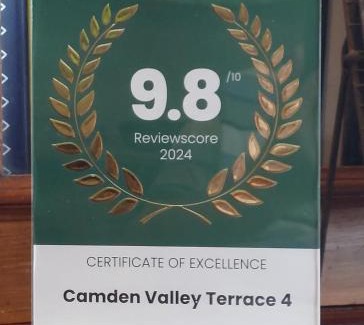 9.8 /10
Reviewscore
2024
CERTIFICATE OF EXCELLENCE
Camden Valley Terrace 4